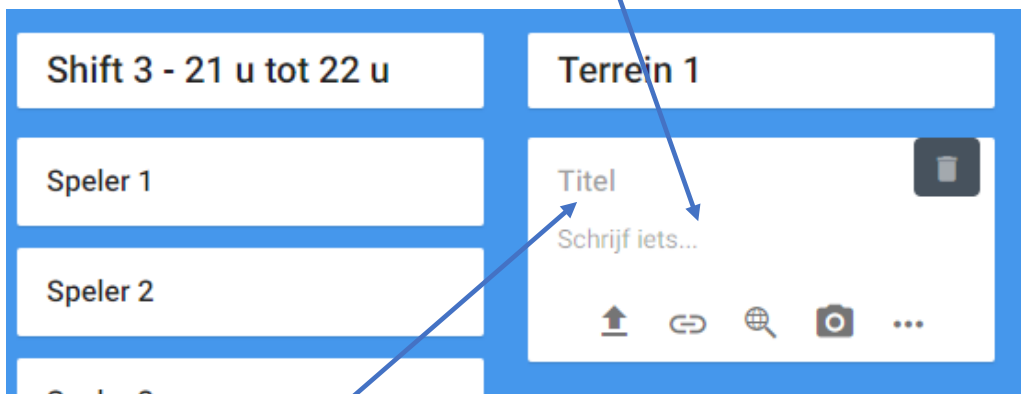 Shift 3 - 21 u tot 22 u
Terrein 1
Speler 1
Titel
Schrijf iets...
Speler 2